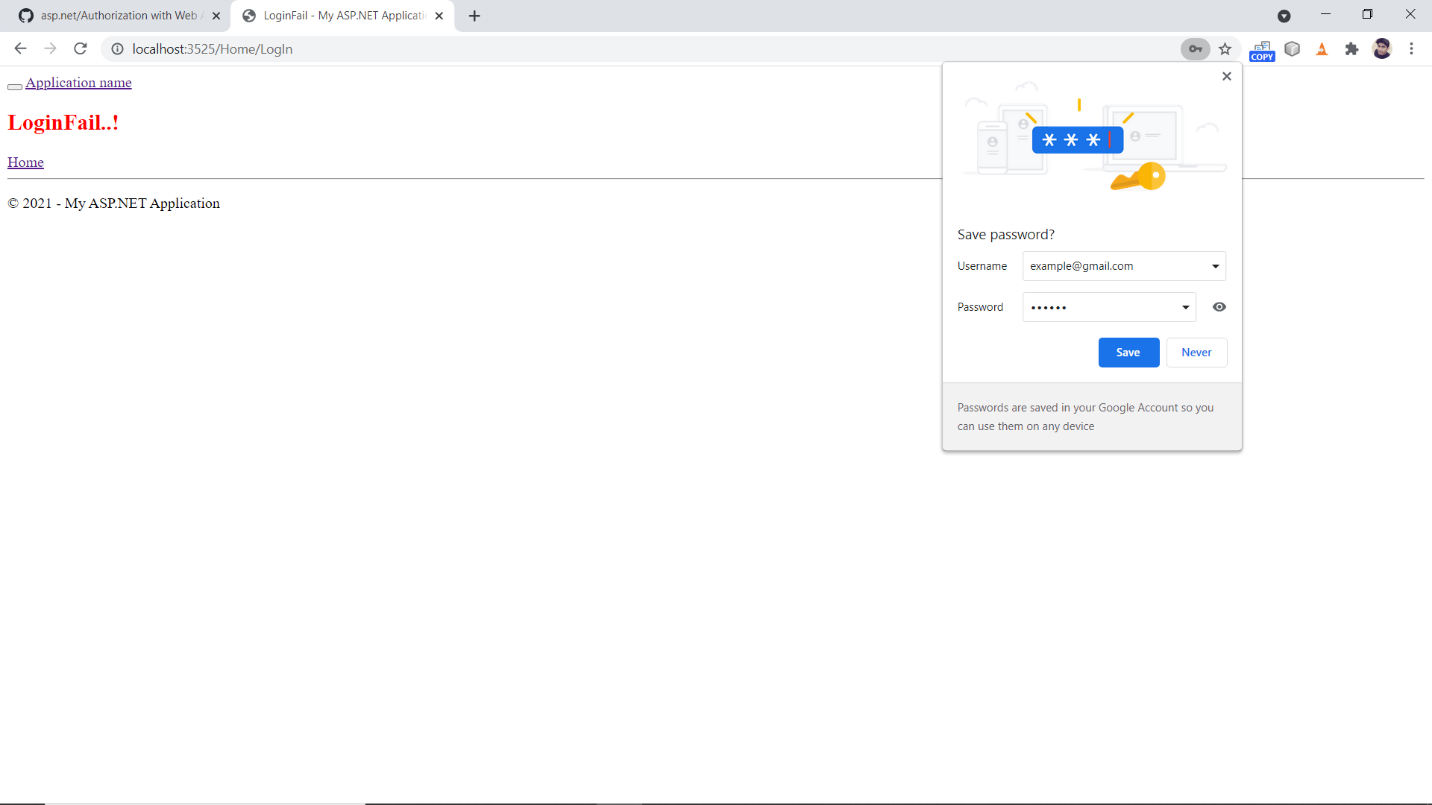 asp.net/Authorization with Web A
LoginFail - My ASP.NET Applicati
localhost:3525/Home/LogIn
COPY
Application name
LoginFail..!
Home
© 2021 - My ASP.NET Application
Save password?
Username
example@gmail.com
Password
••••••
Save
Never
Passwords are saved in your Google Account so you
can use them on any device